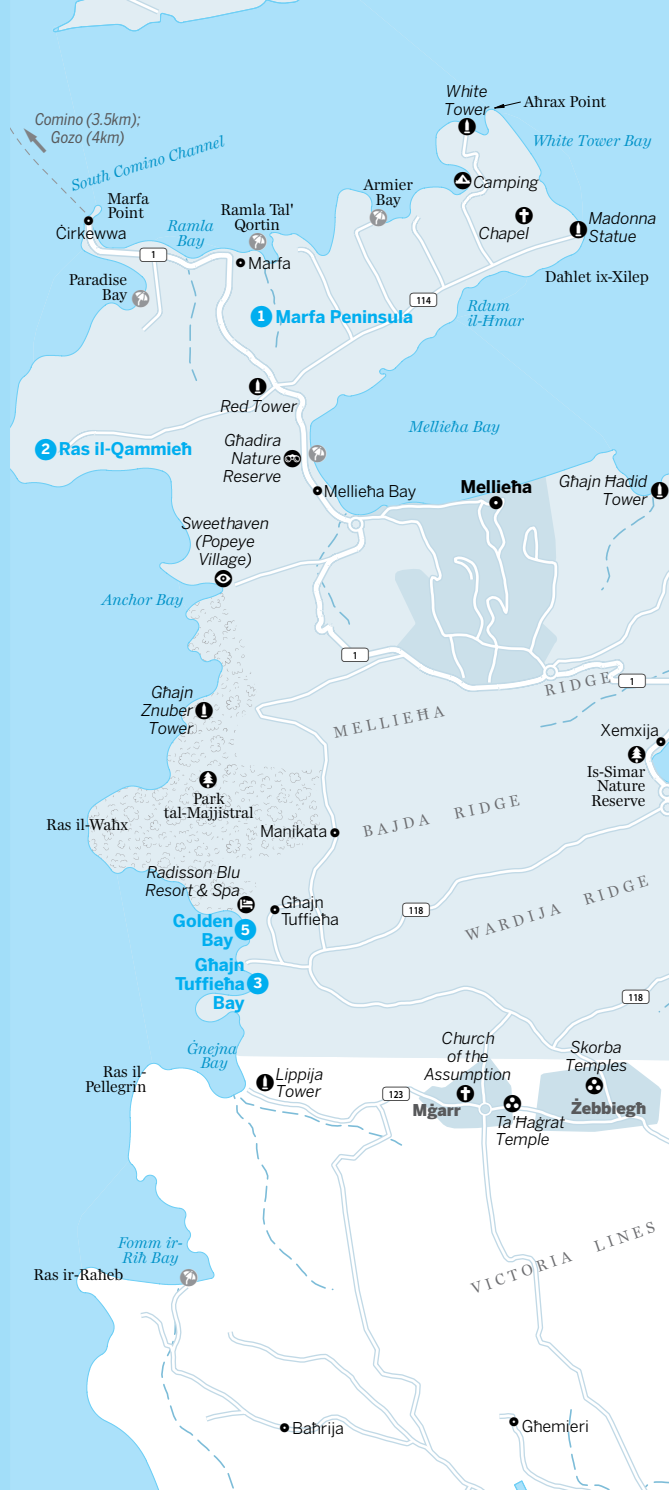 White
Tower
Aħrax Point
Comino (3.5km);
Gozo (4km)
White Tower Bay
South Comino Channel
Camping
Armier
Bay
Marfa
Point
Ramla Tal'
Qortin
Madonna
Statue
Chapel
Ċirkewwa
Ramla
Bay
1
Marfa
Daħlet ix-Xilep
Paradise
Bay
114
Rdum
il-Ħmar
1 Marfa Peninsula
Red Tower
Mellieħa Bay
2 Ras il-Qammieħ
Għadira
Nature
Reserve
Mellieħa Bay
Mellieħa
Għajn Ħadid
Tower
Sweethaven
(Popeye
Village)
Anchor Bay
1
RIDGE
1
Għajn
Znuber
Tower
MELLIEĦA
Xemxija
Is-Simar
Nature
Reserve
Park
tal-Majjistral
Ras il-Waħx
Manikata
BAJDA RIDGE
Radisson Blu
Resort & Spa
Għajn
Tuffieħa
118
WARDIJA RIDGE
Golden
Bay 5
Għajn
Tuffieħa 3
Bay
118
Ġnejna
Bay
Church
of the
Assumption
Skorba
Temples
Ras il-
Pellegrin
Lippija
Tower
123
Mġarr
Żebbiegħ
Ta'Ħaġrat
Temple
Fomm ir-
Riħ Bay
Ras ir-Raħeb
VICTORIA LINES
Baħrija
Għemieri